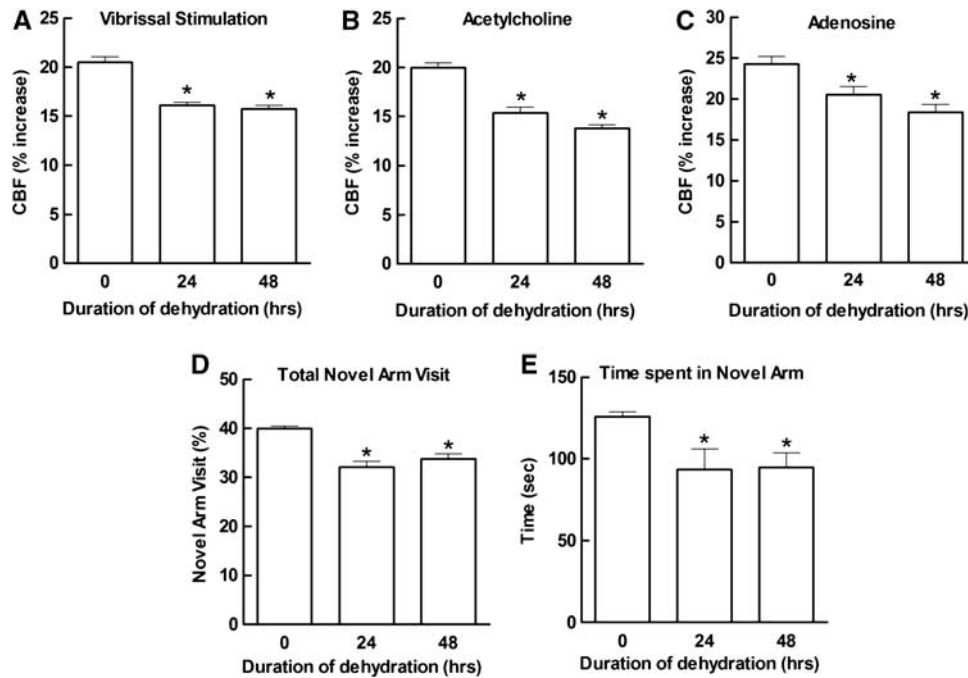 A
Vibrissal Stimulation
CBF (% increase)
25
20
15
10
5
0
*
*
0 24 48
Duration of dehydration (hrs)
B
Acetylcholine
CBF (% increase)
25
20
15
10
5
0
*
*
0 24 48
Duration of dehydration (hrs)
C
Adenosine
CBF (% increase)
30
25
20
15
10
5
0
*
*
0 24 48
Duration of dehydration (hrs)
D
Total Novel Arm Visit
Novel Arm Visit (%)
50
40
30
20
10
0
*
*
0 24 48
Duration of dehydration (hrs)
E
Time spent in Novel Arm
Time (sec)
150
100
50
0
*
*
0 24 48
Duration of dehydration (hrs)